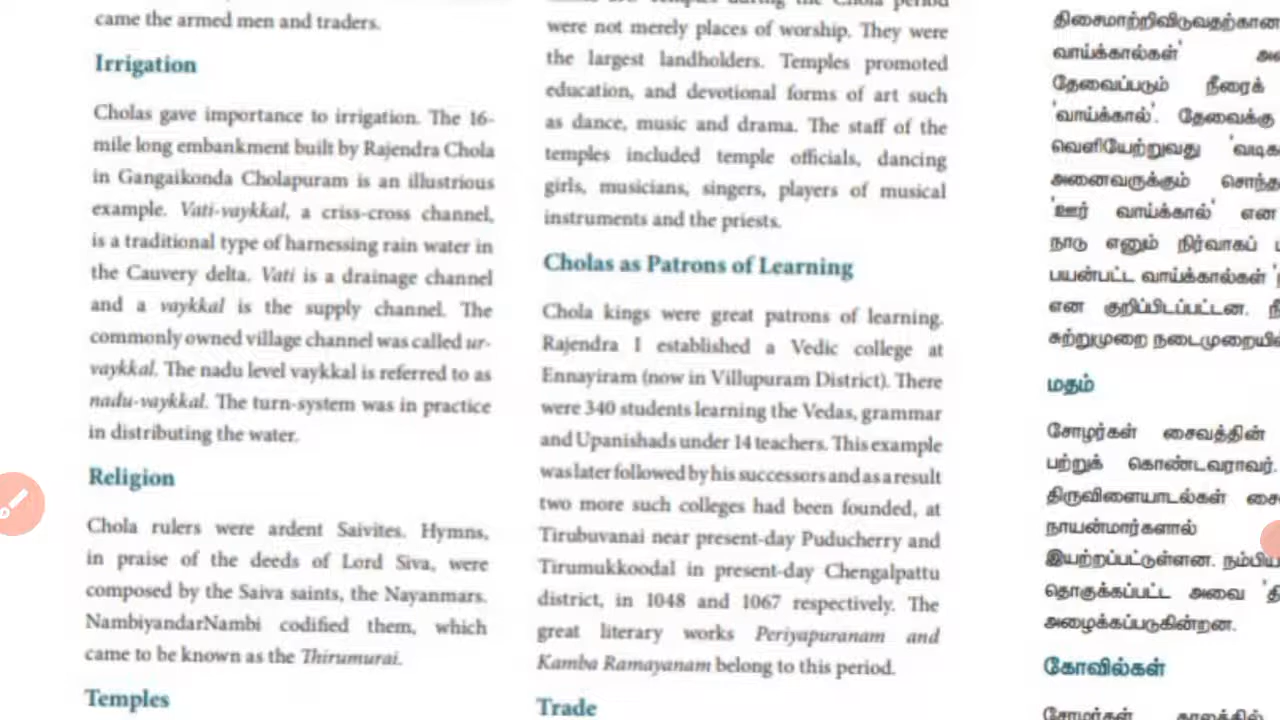 came the armed men and traders.
Irrigation
Cholas gave importance to irrigation. The 16-
mile long embankment built by Rajendra Chola
in Gangaikonda Cholapuram is an illustrious
example. Vati-vaykkal, a criss-cross channel,
is a traditional type of harnessing rain water in
the Cauvery delta. Vati is a drainage channel
and a vaykkal is the supply channel. The
commonly owned village channel was called ur-
vaykkal. The nadu level vaykkal is referred to as
nadu-vaykkal. The turn-system was in practice
in distributing the water.
Religion
Chola rulers were ardent Saivites. Hymns,
in praise of the deeds of Lord Siva, were
composed by the Saiva saints, the Nayanmars.
NambiyandarNambi codified them, which
came to be known as the Thirumurai.
Temples
during the Chola period
were not merely places of worship. They were
the largest landholders. Temples promoted
education, and devotional forms of art such
as dance, music and drama. The staff of the
temples included temple officials, dancing
girls, musicians, singers, players of musical
instruments and the priests.
Cholas as Patrons of Learning
Chola kings were great patrons of learning.
Rajendra I established a Vedic college at
Ennayiram (now in Villupuram District). There
were 340 students learning the Vedas, grammar
and Upanishads under 14 teachers. This example
was later followed by his successors and as a result
two more such colleges had been founded, at
Tirubuvanai near present-day Puducherry and
Tirumukkoodal in present-day Chengalpattu
district, in 1048 and 1067 respectively. The
great literary works Periyapuranam and
Kamba Ramayanam belong to this period.
Trade
திசைமாற்றிவிடுவதற்கான
வாய்க்கால்கள்'
தேவைப்படும் நீரைக்
'வாய்க்கால்'. தேவைக்கு
வெளியேற்றுவது
அனைவருக்கும்
'ஊர் வாய்க்கால்' என
நாடு எனும் நிர்வாகப்
பயன்பட்ட வாய்க்கால்கள்
என குறிப்பிடப்பட்டன.
சுற்றுமுறை
மதம்
சோழர்கள் சைவத்தின்
பற்றுக் கொண்டவராவர்.
திருவிளையாடல்கள்
நாயன்மார்களால்
இயற்றப்பட்டுள்ளன.
தொகுக்கப்பட்ட அவை
அழைக்கப்படுகின்றன.
கோவில்கள்
சோழர்கள் காலத்தில்